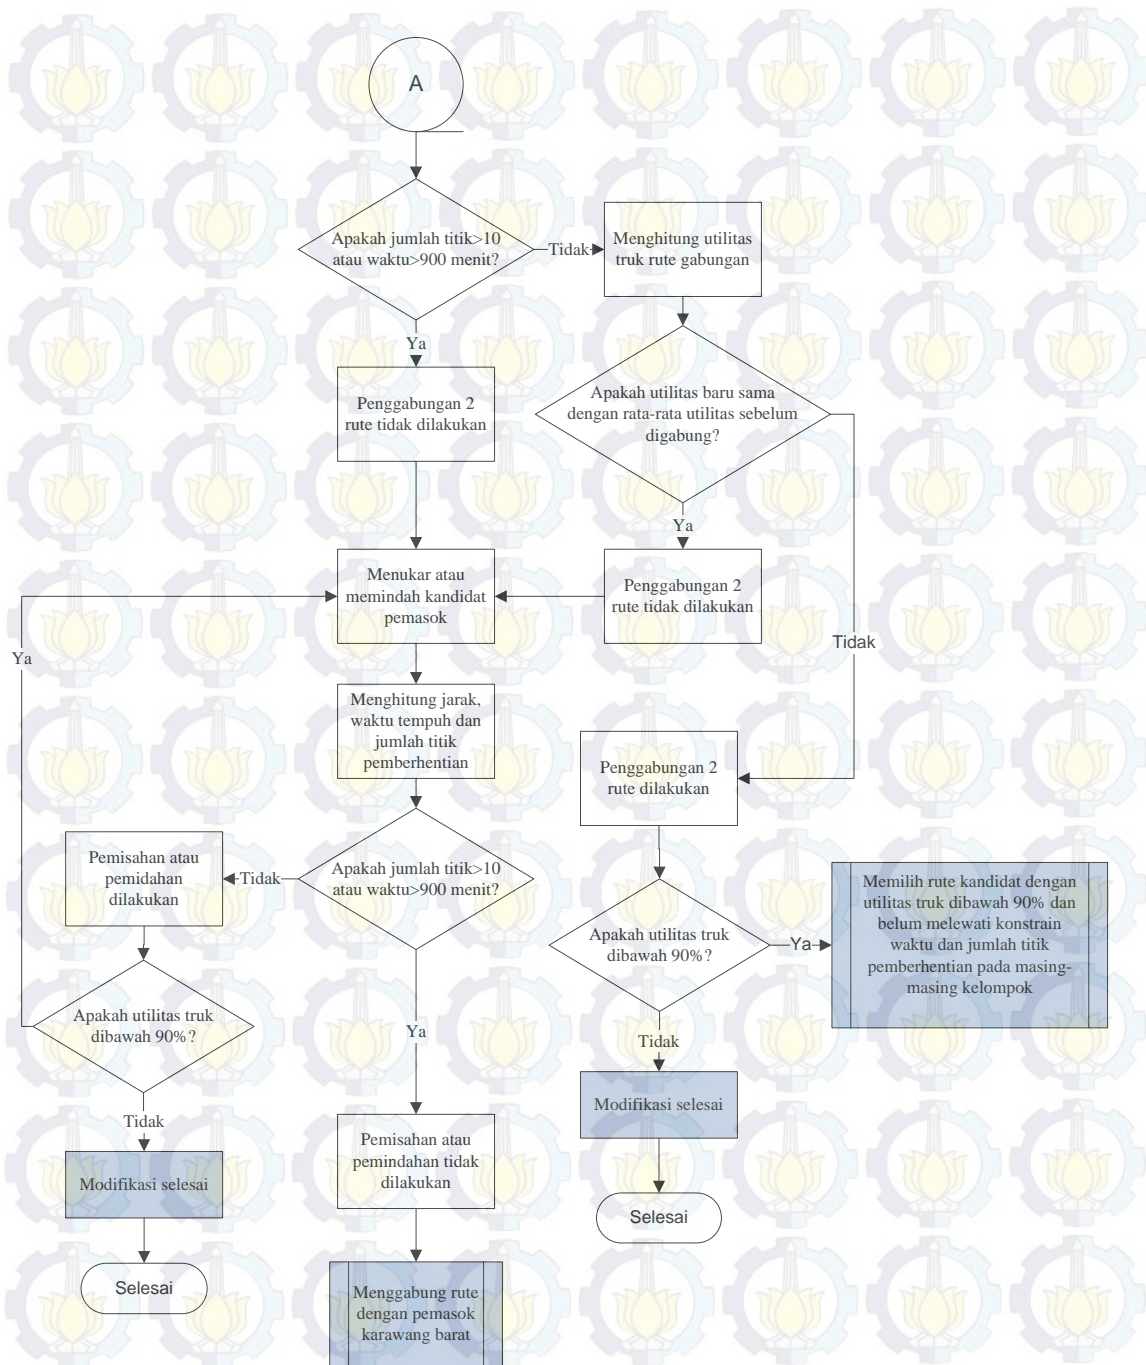 A
Apakah jumlah titik>10
atau waktu>900 menit?
Tidak
Menghitung utilitas
truk rute gabungan
Ya
Penggabungan 2
rute tidak dilakukan
Apakah utilitas baru sama
dengan rata-rata utilitas sebelum
digabung?
Ya
Menukar atau
memindah kandidat
pemasok
Penggabungan 2
rute tidak dilakukan
Tidak
Ya
Menghitung jarak,
waktu tempuh dan
jumlah titik
pemberhentian
Penggabungan 2
rute dilakukan
Pemisahan atau
pemidahan
dilakukan
Tidak
Apakah jumlah titik>10
atau waktu>900 menit?
Apakah utilitas truk
dibawah 90%?
Ya
Memilih rute kandidat dengan
utilitas truk dibawah 90% dan
belum melewati konstrain
waktu dan jumlah titik
pemberhentian pada masing-
masing kelompok
Apakah utilitas truk
dibawah 90%?
Ya
Tidak
Modifikasi selesai
Tidak
Modifikasi selesai
Pemisahan atau
pemindahan tidak
dilakukan
Selesai
Selesai
Menggabung rute
dengan pemasok
karawang barat